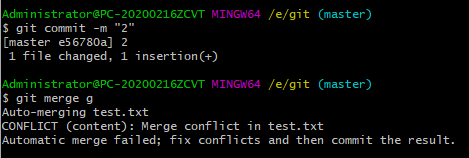 Administrator@PC-20200216ZCVT MINGW64 /e/git (master)
$ git commit -m "2"
[master e56780a] 2
 1 file changed, 1 insertion(+)

Administrator@PC-20200216ZCVT MINGW64 /e/git (master)
$ git merge g
Auto-merging test.txt
CONFLICT (content): Merge conflict in test.txt
Automatic merge failed; fix conflicts and then commit the result.